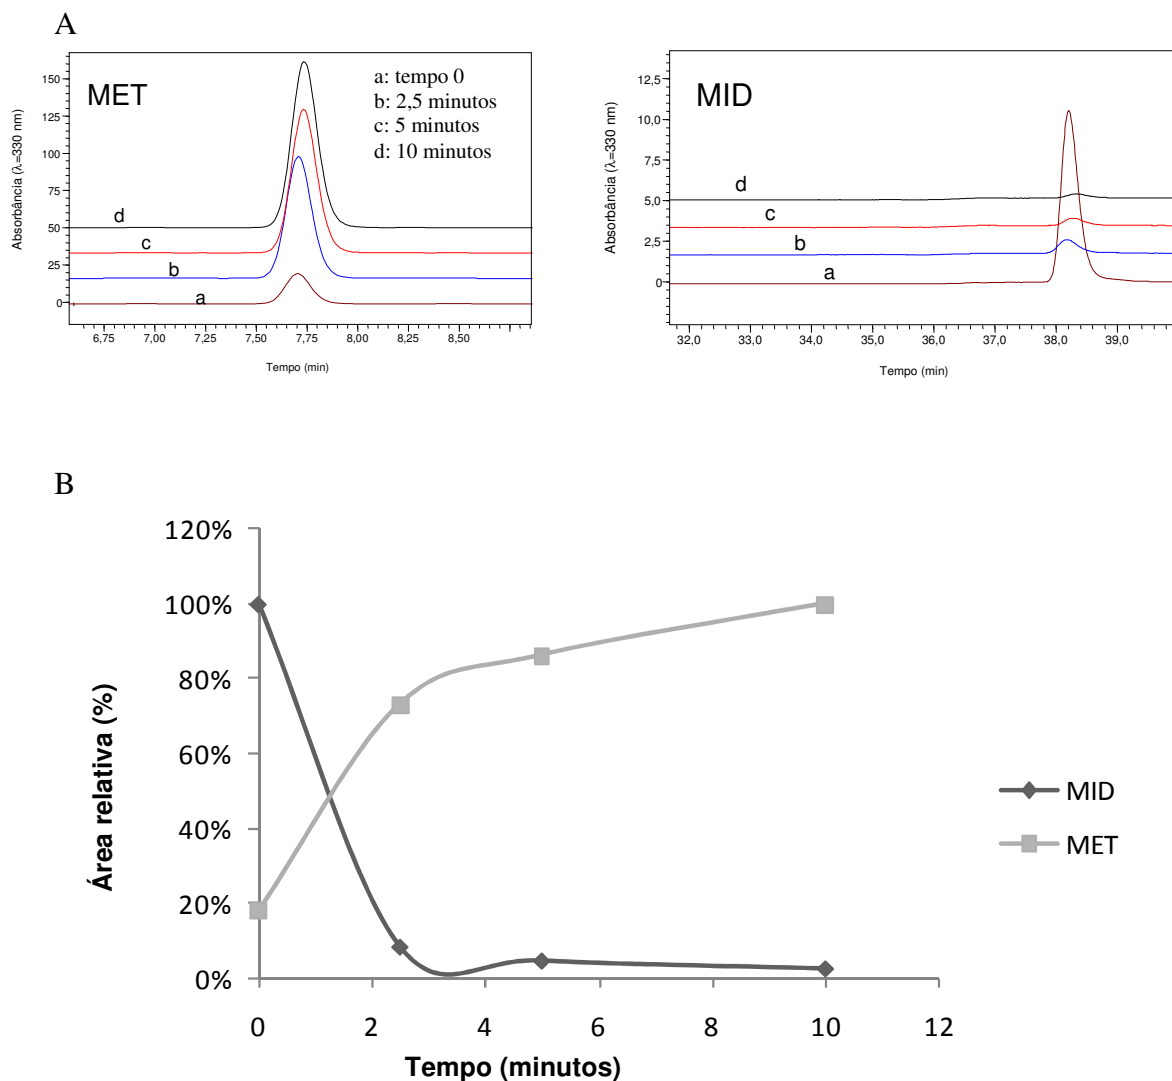 A
MET
a: tempo 0
b: 2,5 minutos
c: 5 minutos
d: 10 minutos
Absorbância (λ=330 nm)
150
125
100
75
50
25
0
d
c
b
a
6,75 7,00 7,25 7,50 7,75 8,00 8,25 8,50
Tempo (min)
MID
Absorbância (λ=330 nm)
12,5
10,0
7,5
5,0
2,5
0
d
c
b
a
32,0 33,0 34,0 35,0 36,0 37,0 38,0 39,0
Tempo (min)
B
Área relativa (%)
120%
100%
80%
60%
40%
20%
0%
0 2 4 6 8 10 12
Tempo (minutos)
MID
MET